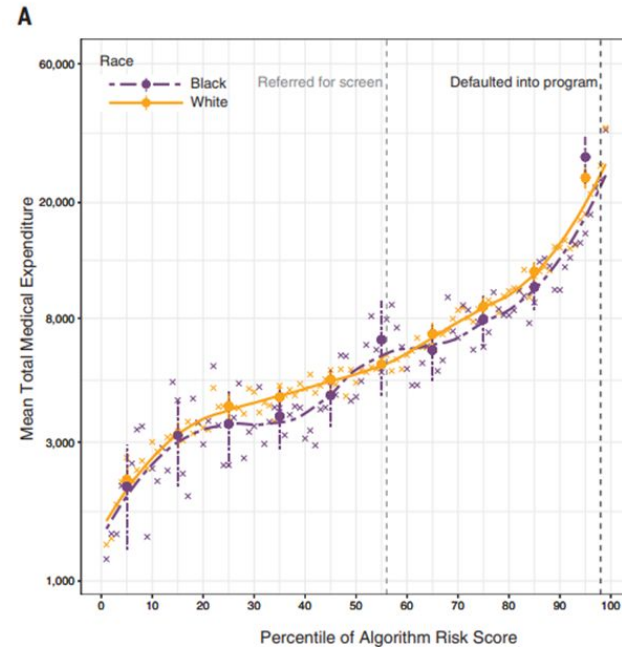 A
60,000
20,000
8,000
3,000
1,000
Mean Total Medical Expenditure
Race
Black
White
Referred for screen
Defaulted into program
0 10 20 30 40 50 60 70 80 90 100
Percentile of Algorithm Risk Score